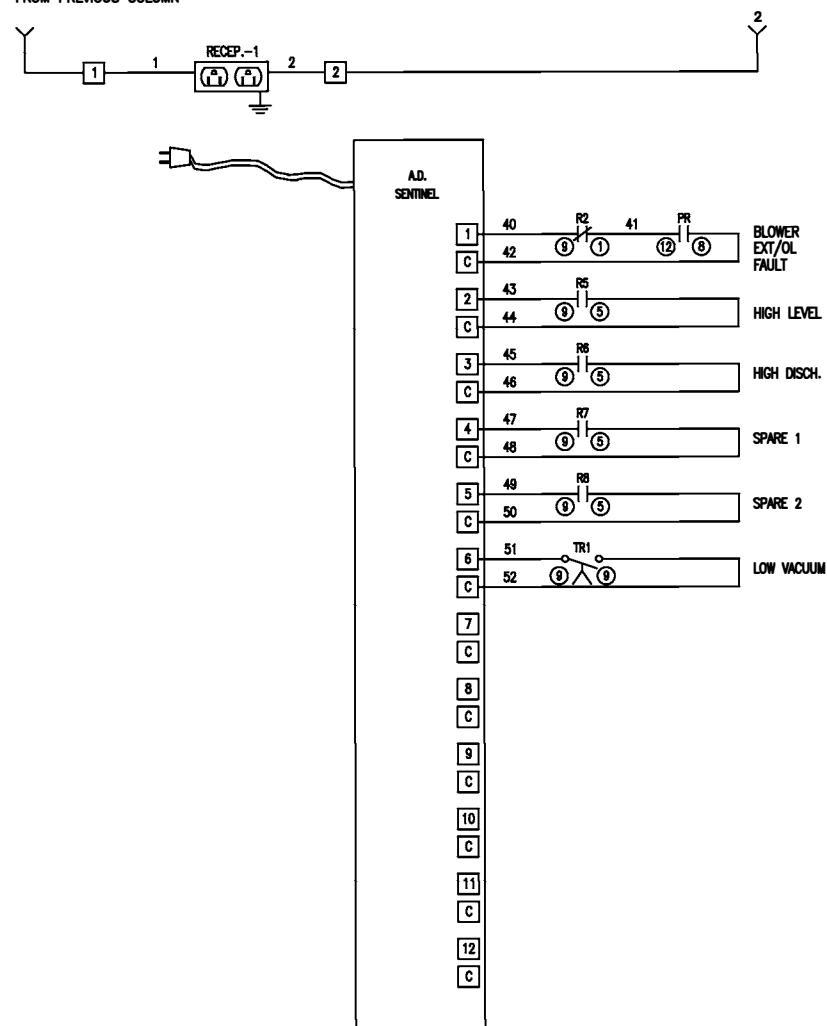 FROM PREVIOUS COLUMN
2
RECEP.-1
1 1 2 2
A.D.
SENTINEL
1 40 R2 41 PR BLOWER
9 1 12 8 EXT/OL
C 42 FAULT
2 43 R5
9 5 HIGH LEVEL
C 44
3 45 R6
9 5 HIGH DISCH.
C 46
4 47 R7
9 5 SPARE 1
C 48
5 49 R8
9 5 SPARE 2
C 50
6 51 TR1
9 9 LOW VACUUM
C 52
7
C
8
C
9
C
10
C
11
C
12
C